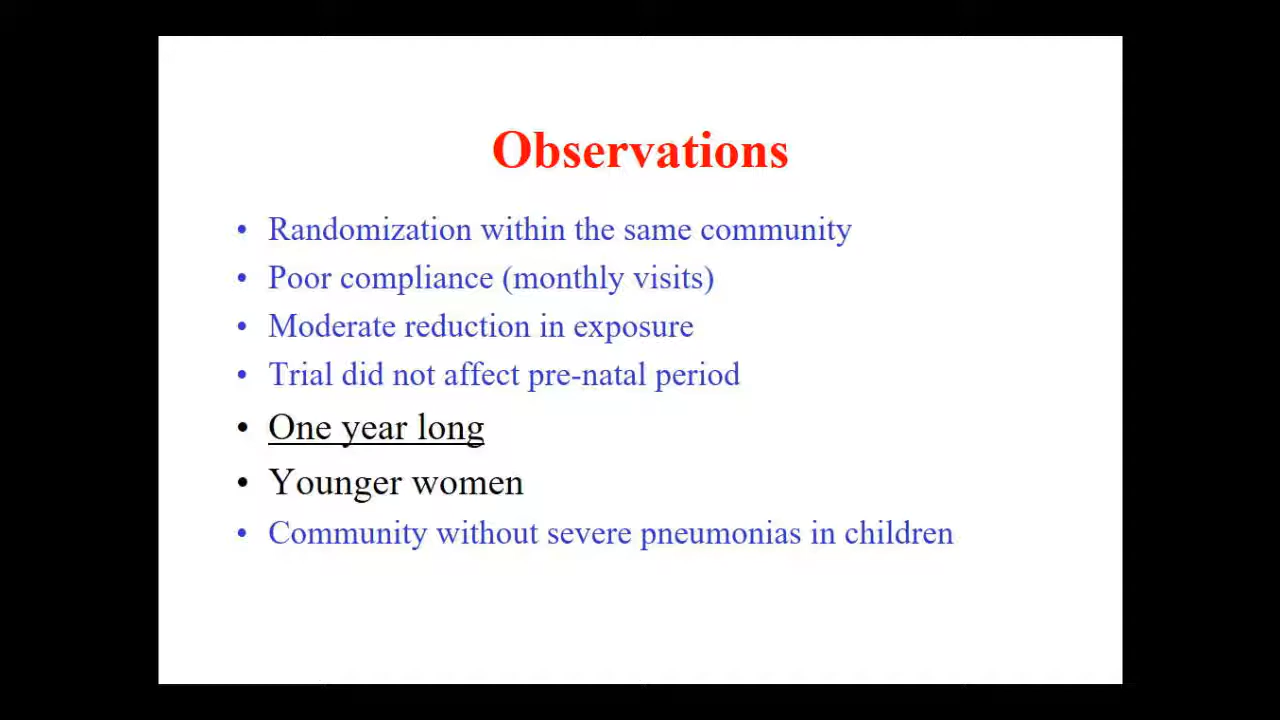 Observations
• Randomization within the same community
• Poor compliance (monthly visits)
• Moderate reduction in exposure
• Trial did not affect pre-natal period
• One year long
• Younger women
• Community without severe pneumonias in children